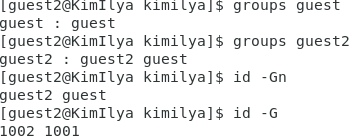 [guest2@KimIlya kimilya]$ groups guest
guest : guest
[guest2@KimIlya kimilya]$ groups guest2
guest2 : guest2 guest
[guest2@KimIlya kimilya]$ id -Gn
guest2 guest
[guest2@KimIlya kimilya]$ id -G
1002 1001